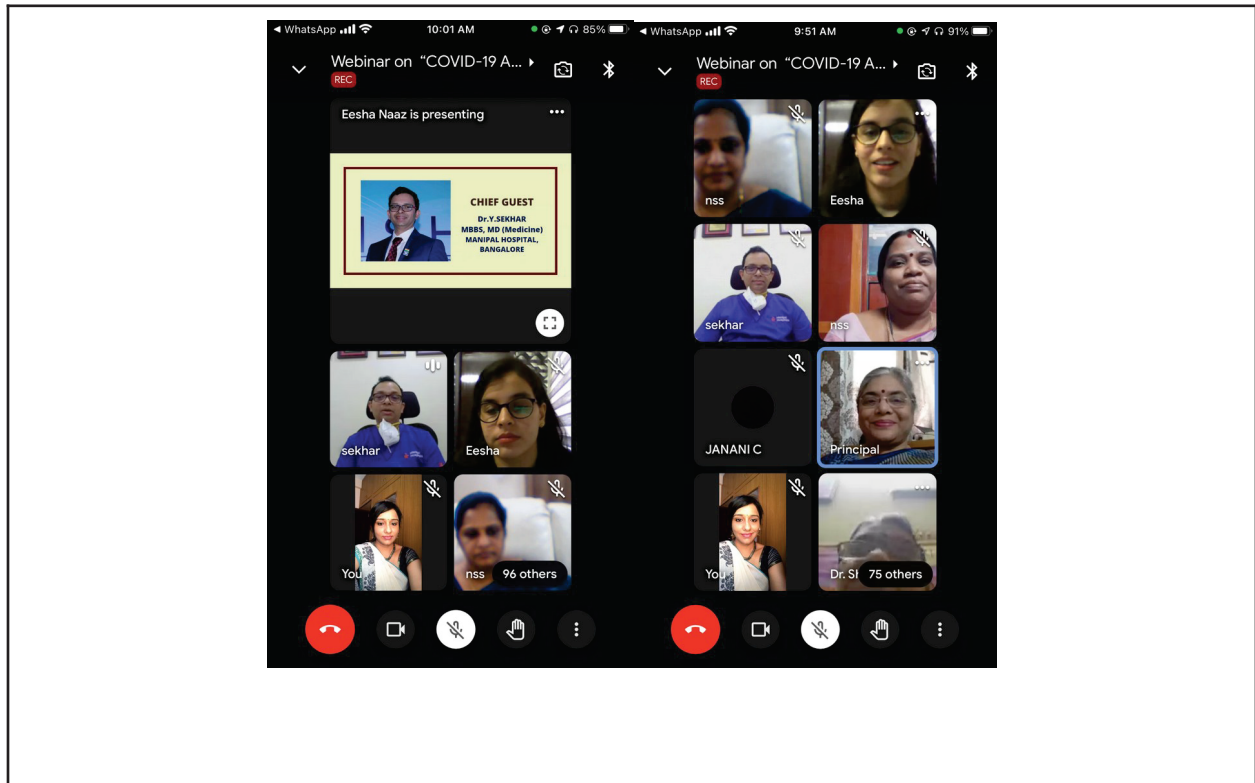 ◄ WhatsApp 10:01 AM 85%
Webinar on “COVID-19 A...
REC
Eesha Naaz is presenting
CHIEF GUEST
Dr.Y.SEKHAR
MBBS, MD (Medicine)
MANIPAL HOSPITAL,
BANGALORE
sekhar
Eesha
You
nss
96 others
◄ WhatsApp 9:51 AM 91%
Webinar on “COVID-19 A...
REC
nss
Eesha
sekhar
nss
JANANI C
Principal
You
Dr. Sh
75 others